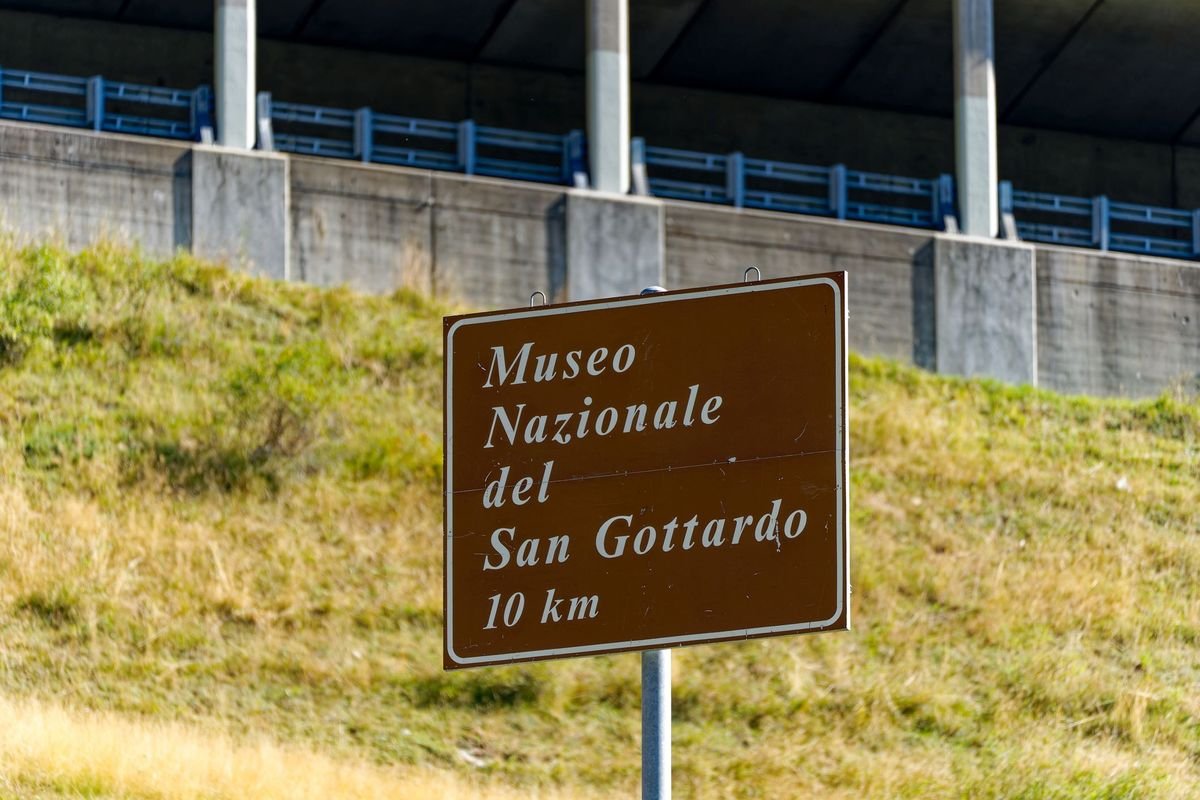 Museo
Nazionale
del
San Gottardo
10 km